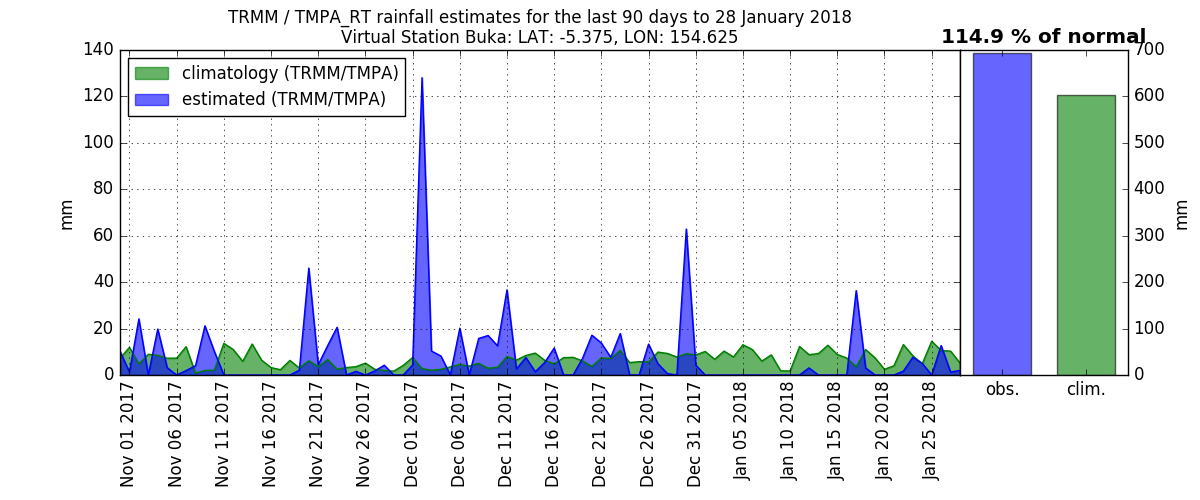 TRMM / TMPA_RT rainfall estimates for the last 90 days to 28 January 2018
Virtual Station Buka: LAT: -5.375, LON: 154.625
114.9 % of normal
climatology (TRMM/TMPA)
estimated (TRMM/TMPA)
mm
140
120
100
80
60
40
20
0
Nov 01 2017
Nov 06 2017
Nov 11 2017
Nov 16 2017
Nov 21 2017
Nov 26 2017
Dec 01 2017
Dec 06 2017
Dec 11 2017
Dec 16 2017
Dec 21 2017
Dec 26 2017
Dec 31 2017
Jan 05 2018
Jan 10 2018
Jan 15 2018
Jan 20 2018
Jan 25 2018
obs.
clim.
700
600
500
400
300
200
100
0
mm